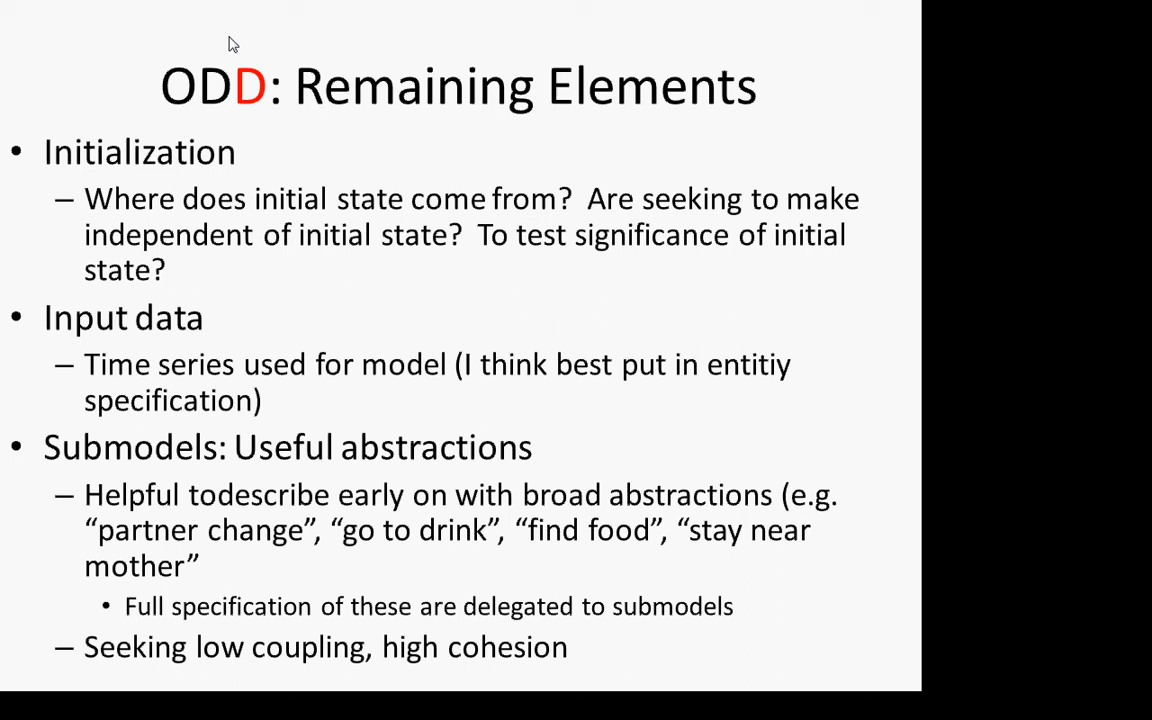 ODD: Remaining Elements
• Initialization
– Where does initial state come from? Are seeking to make
independent of initial state? To test significance of initial
state?
• Input data
– Time series used for model (I think best put in entitiy
specification)
• Submodels: Useful abstractions
– Helpful todescribe early on with broad abstractions (e.g.
“partner change”, “go to drink”, “find food”, “stay near
mother”
• Full specification of these are delegated to submodels
– Seeking low coupling, high cohesion